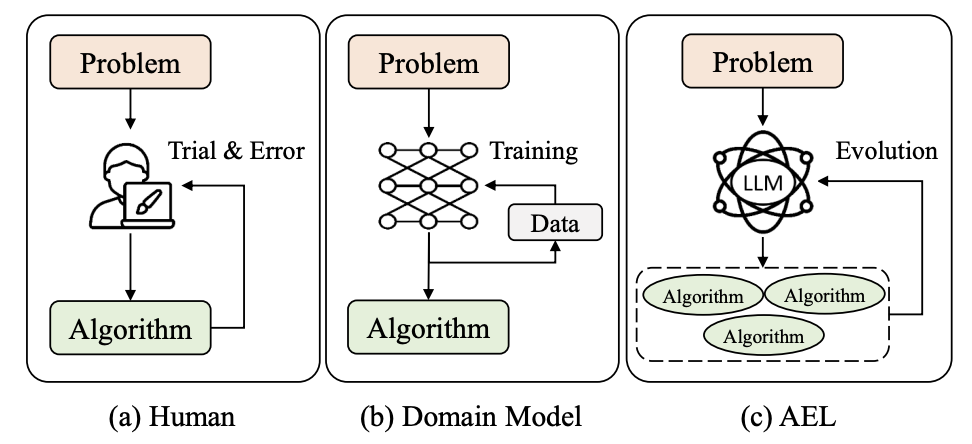 Problem
Trial & Error
Algorithm
(a) Human
Problem
Training
Data
Algorithm
(b) Domain Model
Problem
Evolution
LLM
Algorithm
Algorithm
Algorithm
(c) AEL